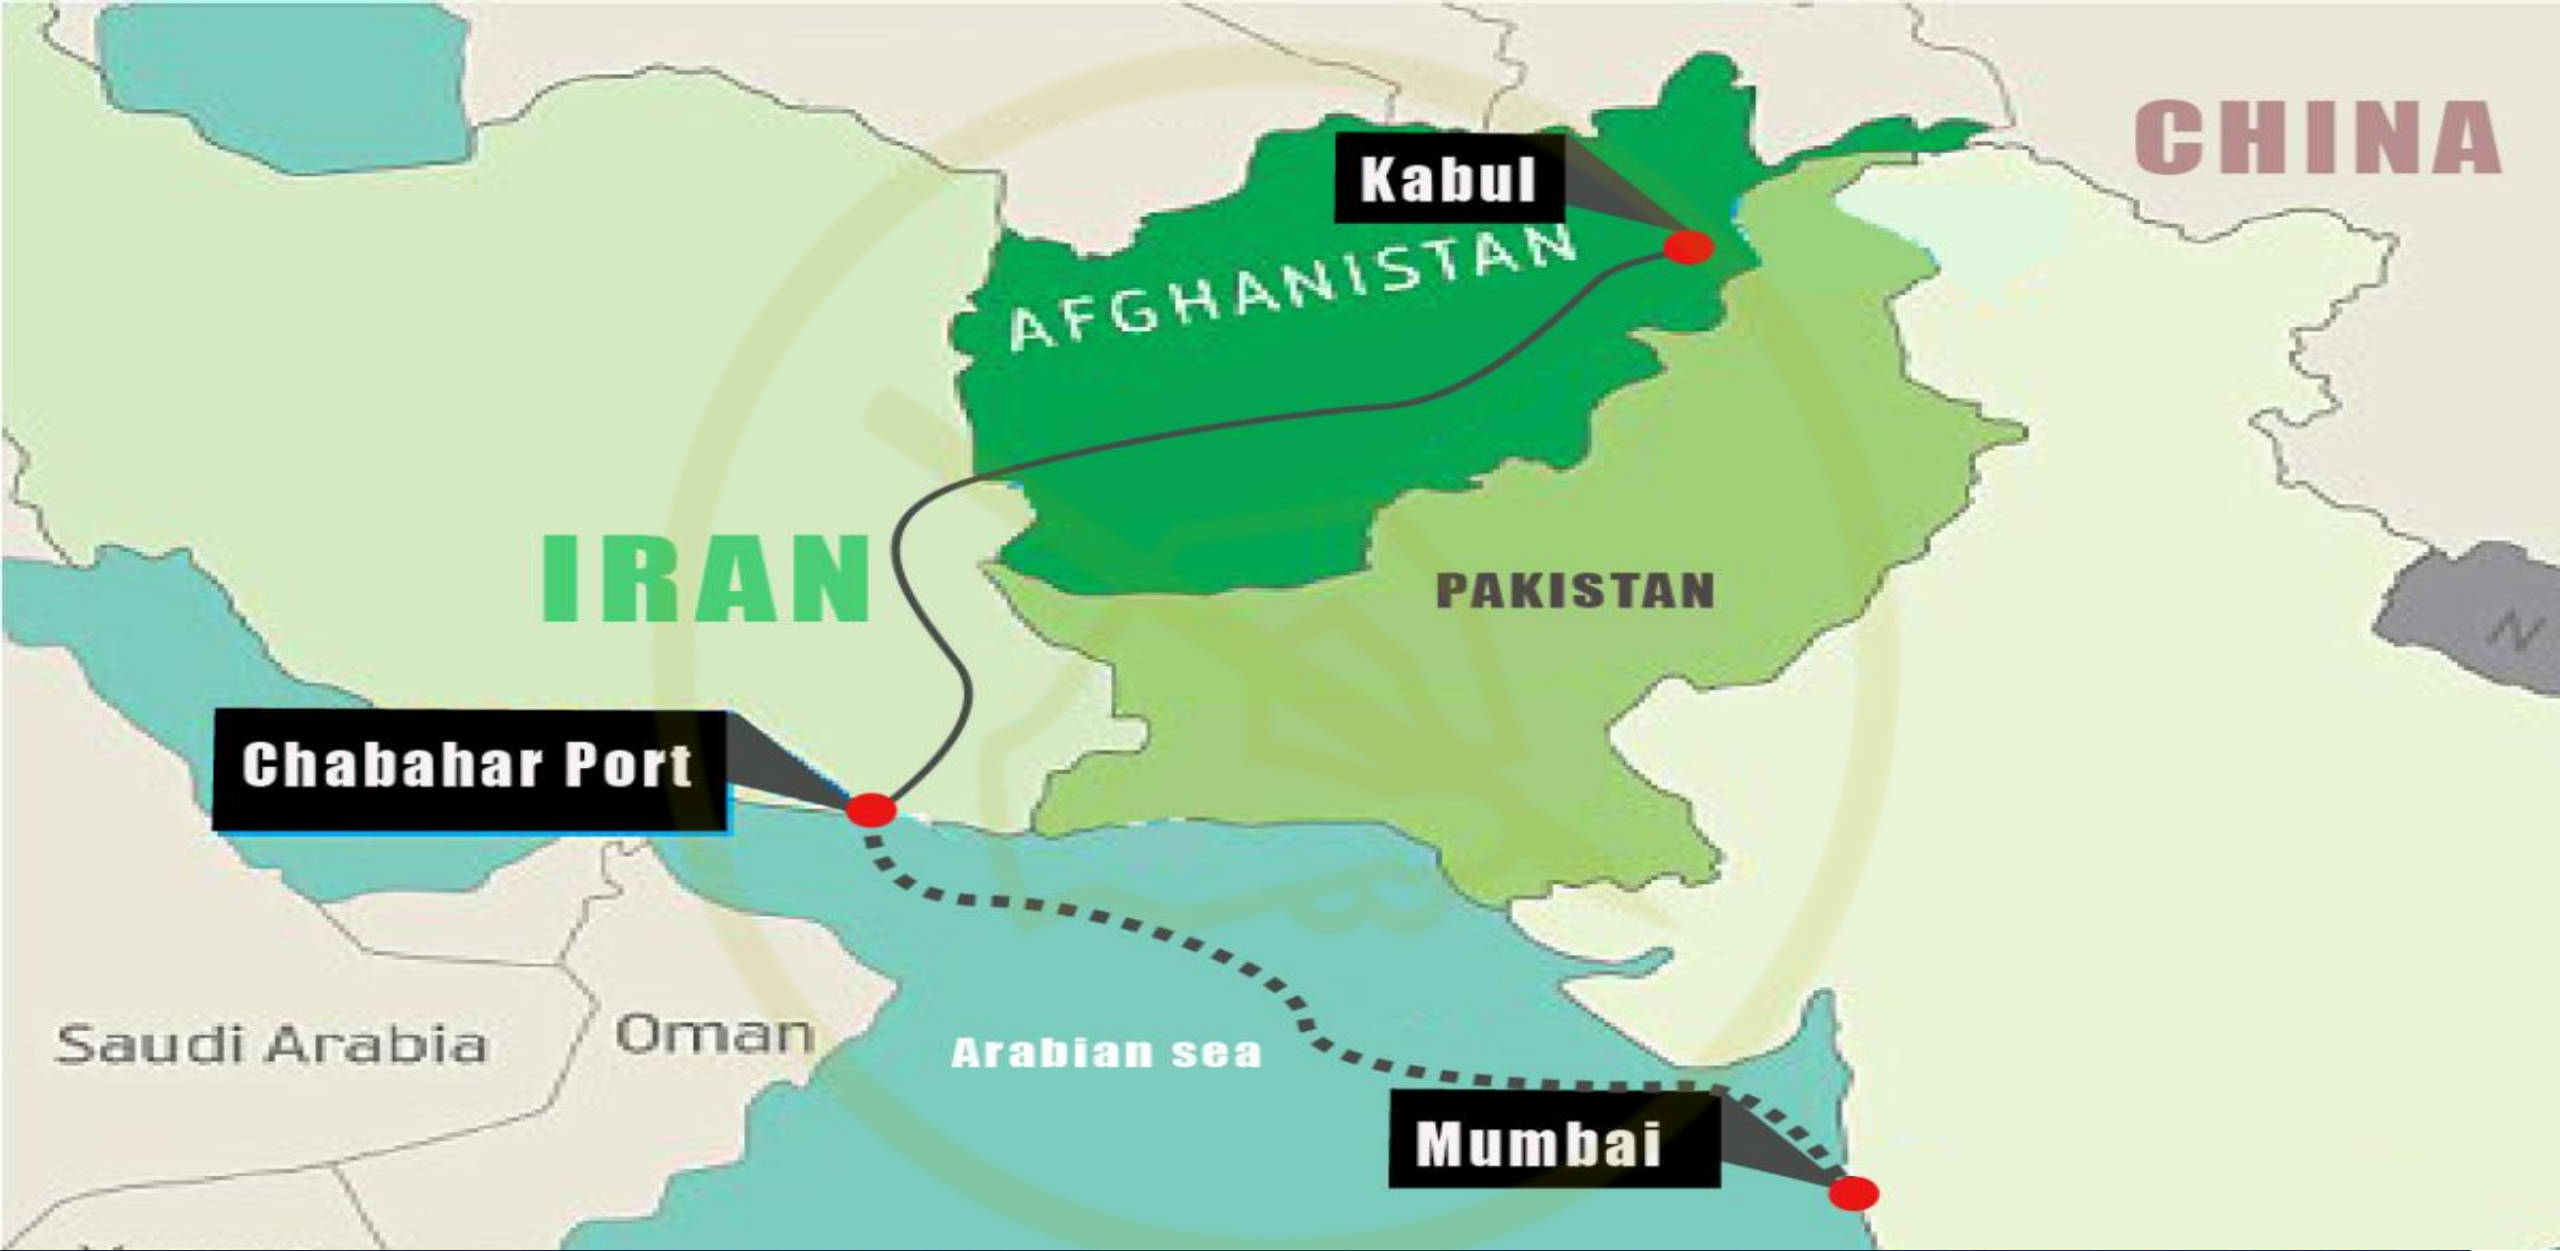 CHINA
Kabul
AFGHANISTAN
IRAN
PAKISTAN
N
Chabahar Port
Saudi Arabia
Oman
Arabian sea
Mumbai